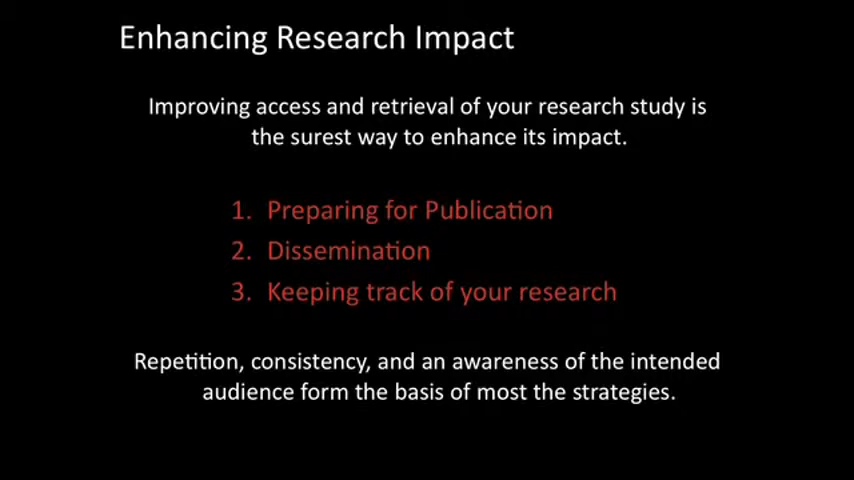 Enhancing Research Impact
Improving access and retrieval of your research study is
the surest way to enhance its impact.
1. Preparing for Publication
2. Dissemination
3. Keeping track of your research
Repetition, consistency, and an awareness of the intended
audience form the basis of most the strategies.